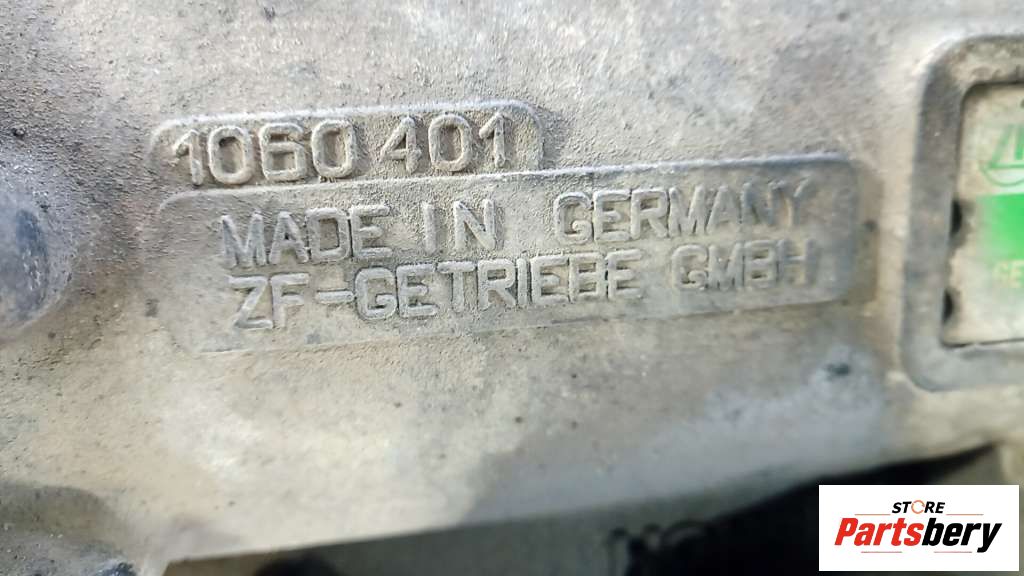 1060 401
MADE IN GERMANY
ZF-GETRIEBE GMBH
STORE
Partsbery